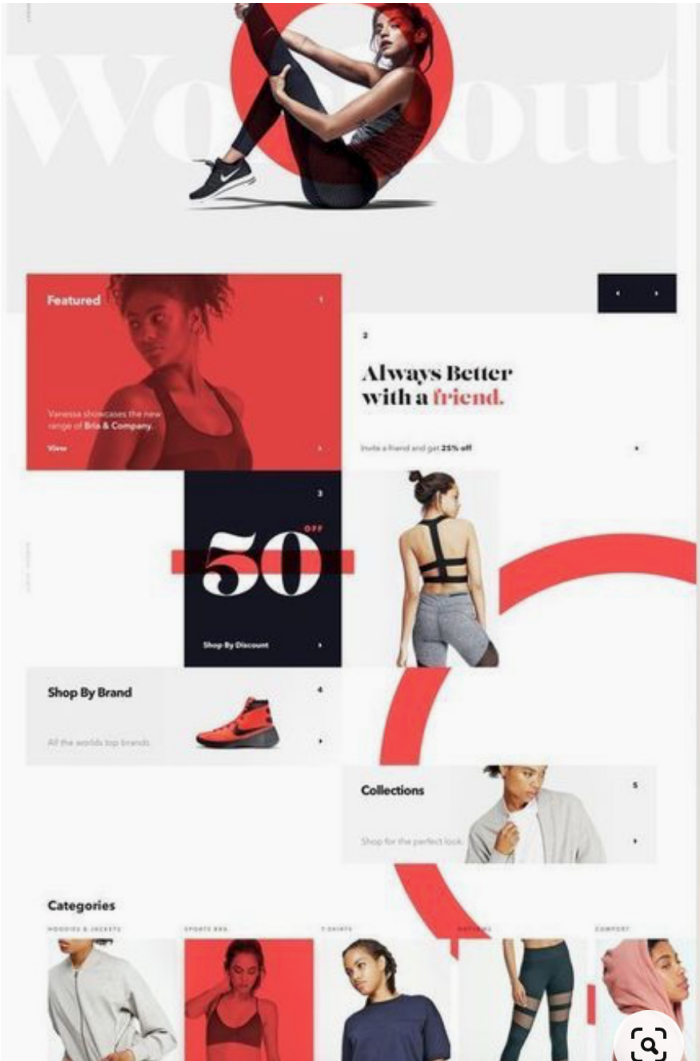 Workout
Featured
1
Vanessa showcases the new
range of Bria & Company.
View
2
Always Better
with a friend.
Invite a friend and get 25% off
3
OFF
50
Shop By Discount
Shop By Brand
4
All the worlds top brands.
Collections
5
Shop for the perfect look.
Categories
HOODIES & JACKETS
SPORTS BRA
T-SHIRTS
COMFORT